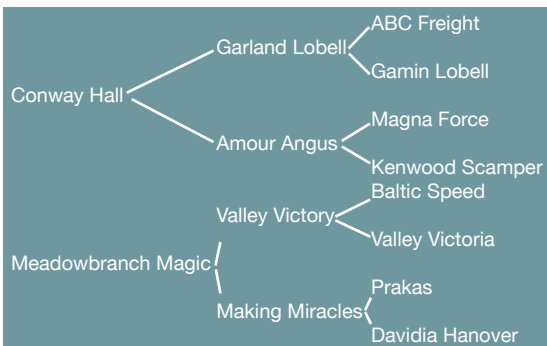 ABC Freight
Garland Lobell
Gamin Lobell
Conway Hall
Magna Force
Amour Angus
Kenwood Scamper
Baltic Speed
Valley Victory
Valley Victoria
Meadowbranch Magic
Prakas
Making Miracles
Davidia Hanover